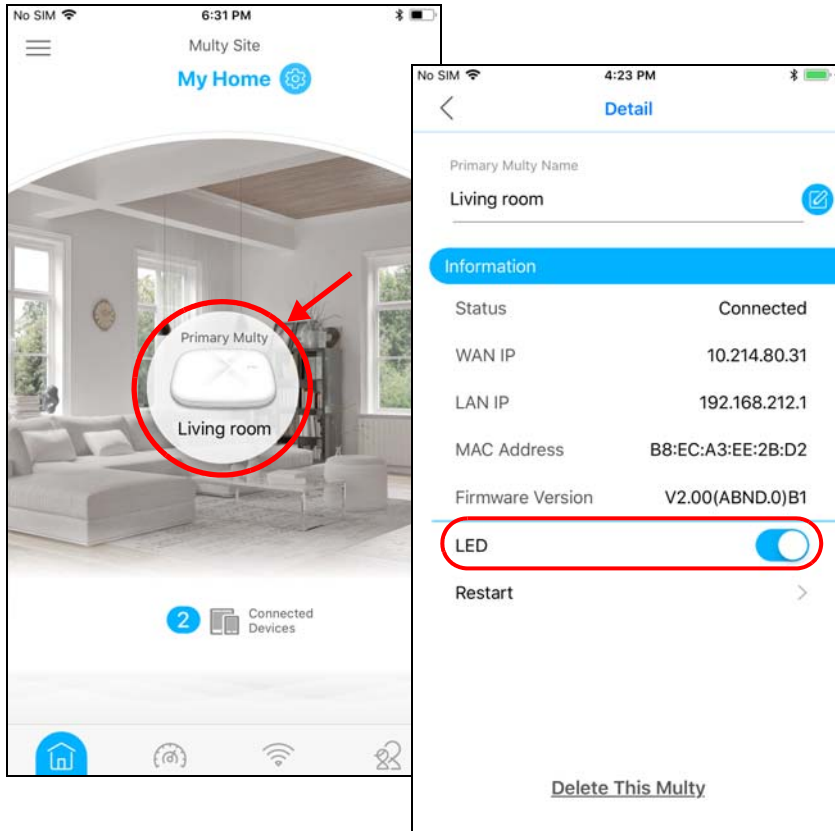 No SIM 6:31 PM
Multy Site
My Home
Primary Multy
Living room
2 Connected
Devices
No SIM 4:23 PM
Detail
Primary Multy Name
Living room
Information
Status Connected
WAN IP 10.214.80.31
LAN IP 192.168.212.1
MAC Address B8:EC:A3:EE:2B:D2
Firmware Version V2.00(ABND.0)B1
LED
Restart
Delete This Multy